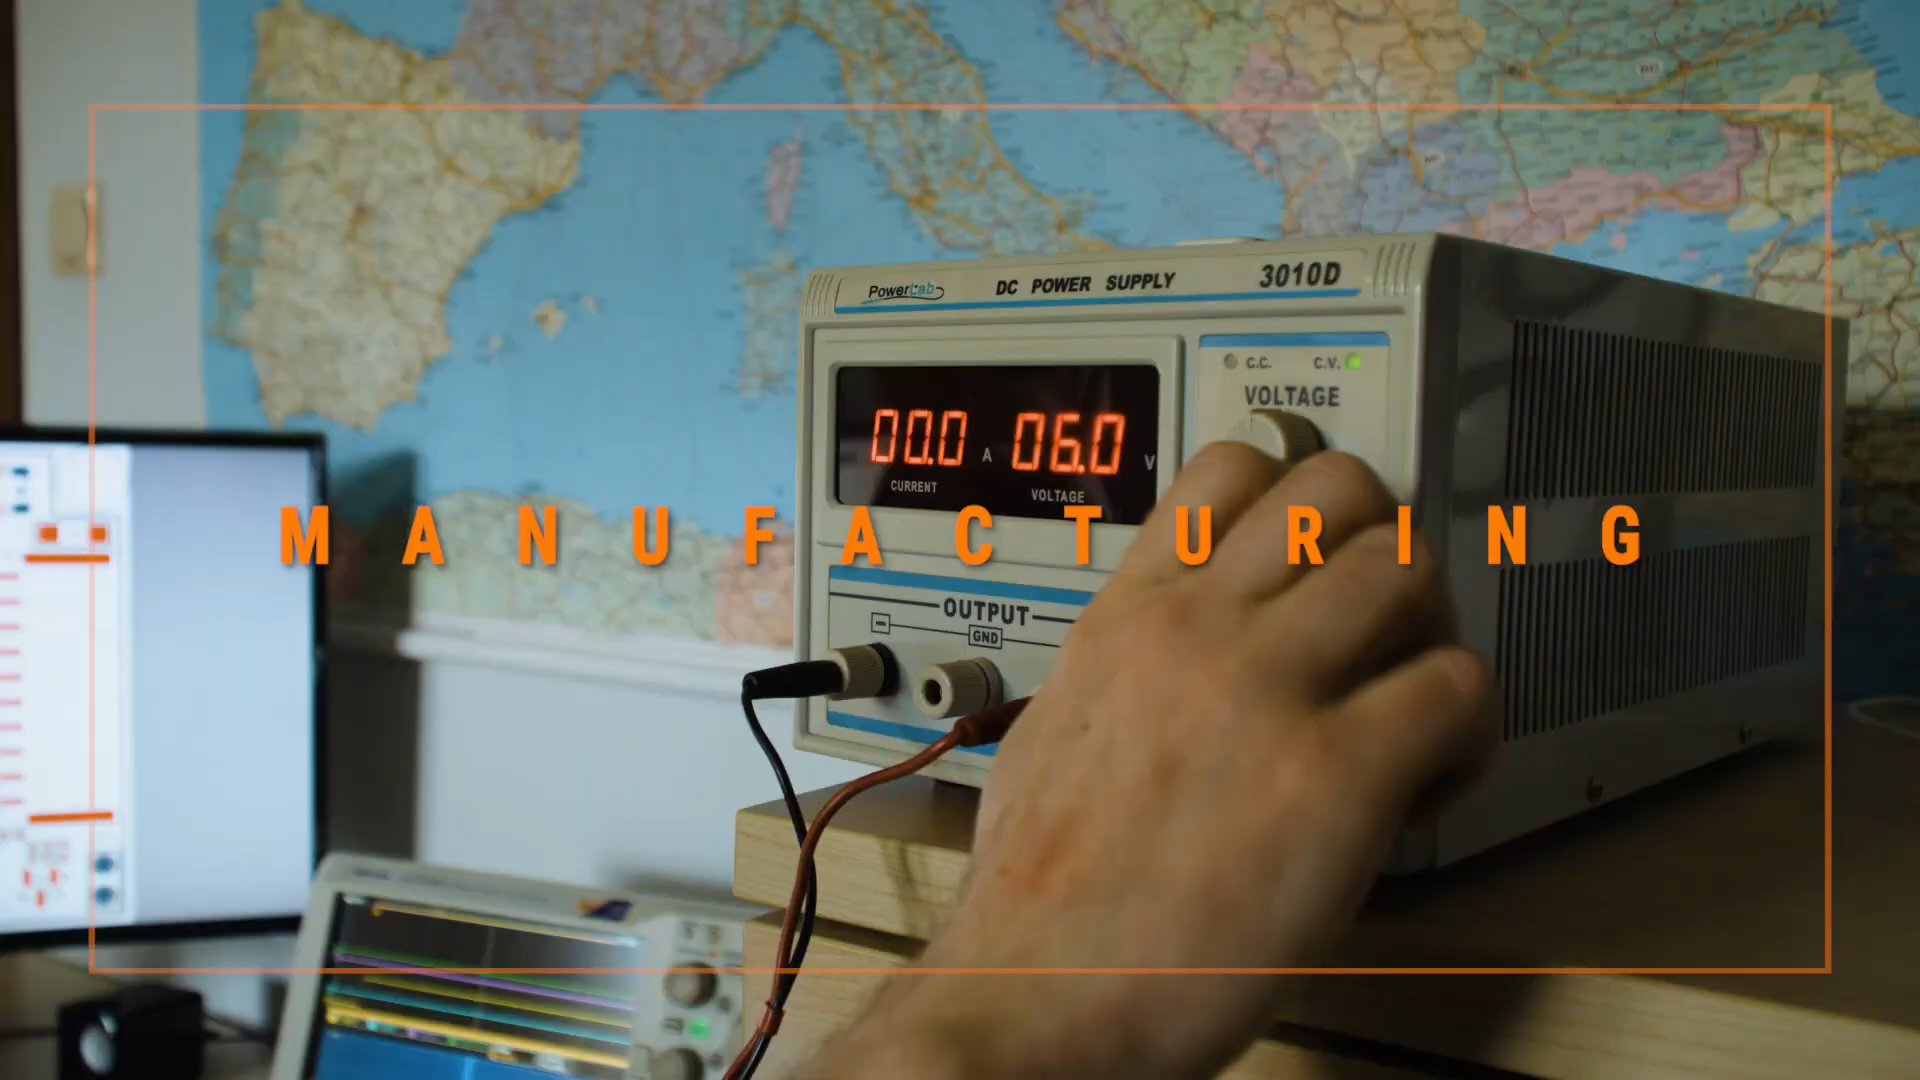 PowerLab DC POWER SUPPLY 3010D
C.C. C.V.
VOLTAGE
00.0 A 06.0 V
CURRENT VOLTAGE
MANUFACTURING
OUTPUT
- GND